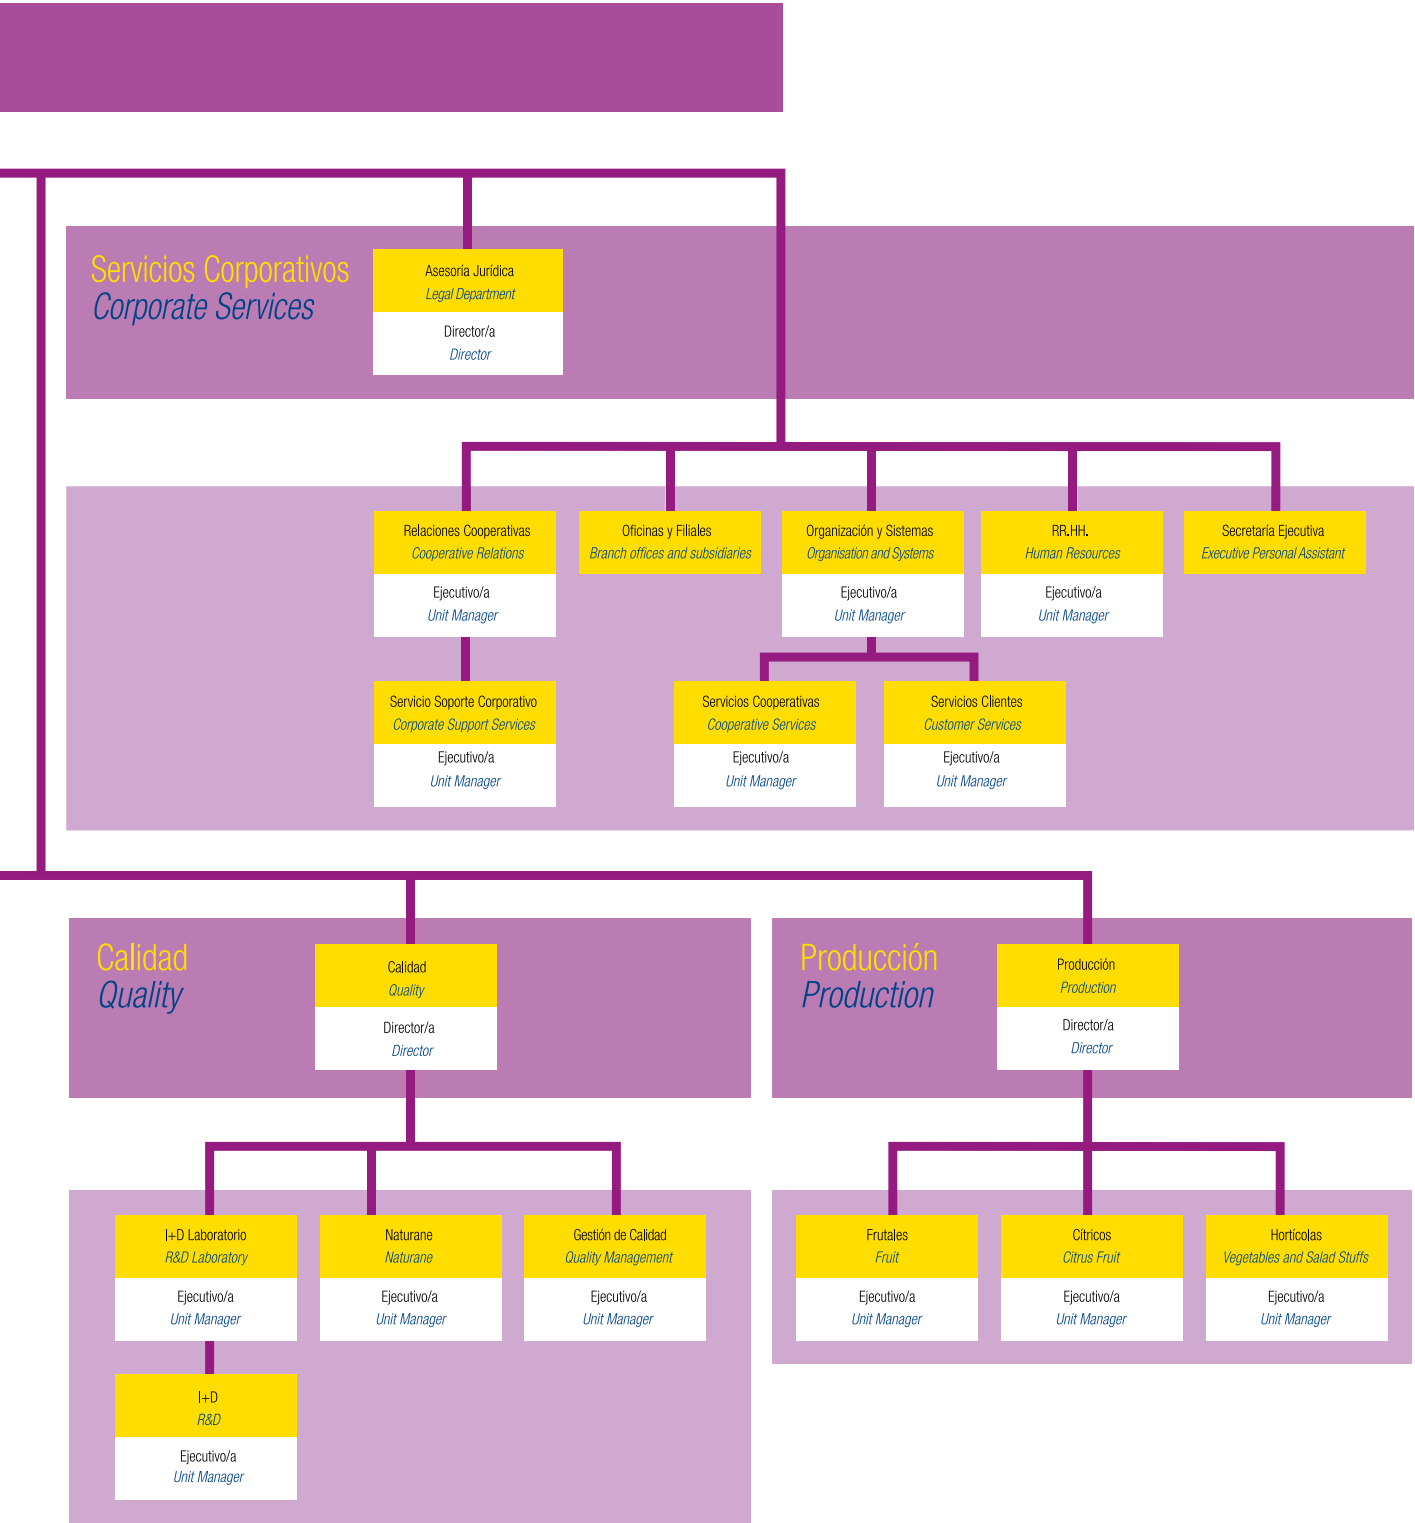 Servicios Corporativos
Corporate Services
Asesoría Jurídica
Legal Department
Director/a
Director
Relaciones Cooperativas
Cooperative Relations
Ejecutivo/a
Unit Manager
Oficinas y Filiales
Branch offices and subsidiaries
Organización y Sistemas
Organisation and Systems
Ejecutivo/a
Unit Manager
RR.HH.
Human Resources
Ejecutivo/a
Unit Manager
Secretaría Ejecutiva
Executive Personal Assistant
Servicio Soporte Corporativo
Corporate Support Services
Ejecutivo/a
Unit Manager
Servicios Cooperativas
Cooperative Services
Ejecutivo/a
Unit Manager
Servicios Clientes
Customer Services
Ejecutivo/a
Unit Manager
Calidad
Quality
Calidad
Quality
Director/a
Director
I+D Laboratorio
R&D Laboratory
Ejecutivo/a
Unit Manager
Naturane
Naturane
Ejecutivo/a
Unit Manager
Gestión de Calidad
Quality Management
Ejecutivo/a
Unit Manager
I+D
R&D
Ejecutivo/a
Unit Manager
Producción
Production
Producción
Production
Director/a
Director
Frutales
Fruit
Ejecutivo/a
Unit Manager
Cítricos
Citrus Fruit
Ejecutivo/a
Unit Manager
Hortícolas
Vegetables and Salad Stuffs
Ejecutivo/a
Unit Manager